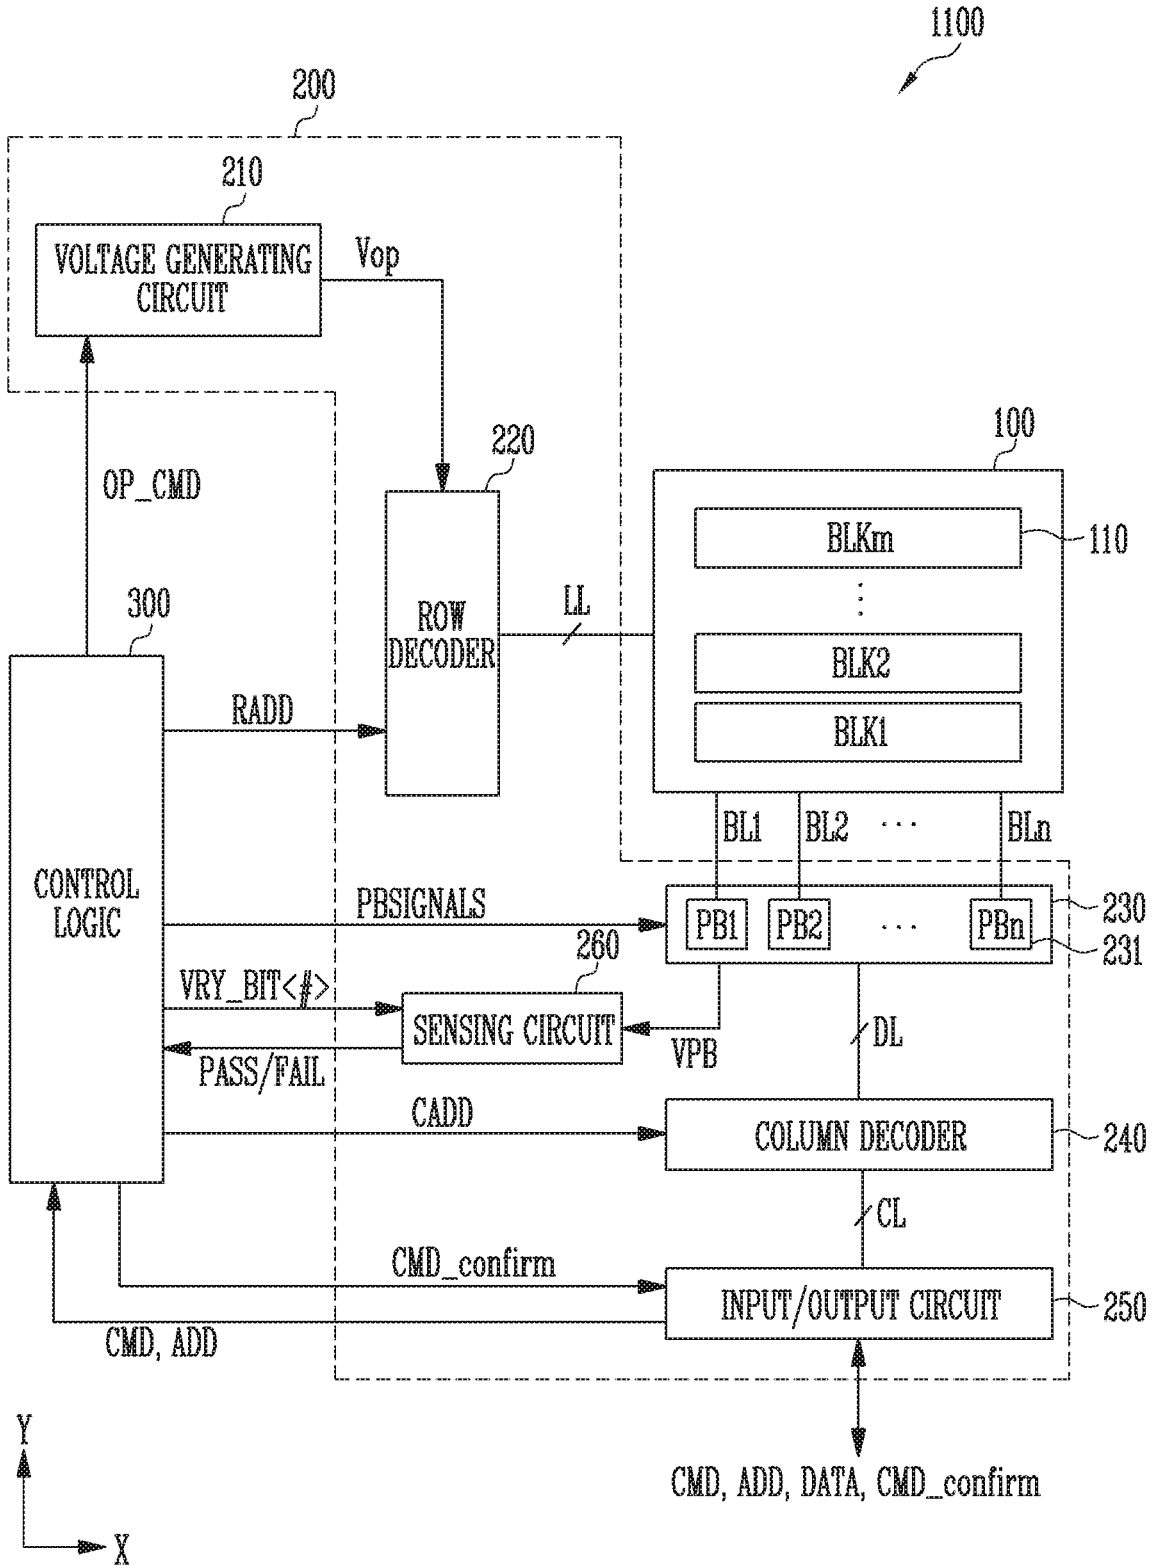 1100
200
210
VOLTAGE GENERATING
CIRCUIT
Vop
OP_CMD
220
ROW
DECODER
100
BLKm
110
BLK2
BLK1
LL
300
CONTROL
LOGIC
RADD
BL1
BL2
...
BLn
PBSIGNALS
PB1
PB2
...
PBn
230
231
VRY_BIT<#>
260
SENSING CIRCUIT
VPB
DL
PASS/FAIL
CADD
COLUMN DECODER
240
CL
CMD_confirm
INPUT/OUTPUT CIRCUIT
250
CMD, ADD
CMD, ADD, DATA, CMD_confirm
Y
X